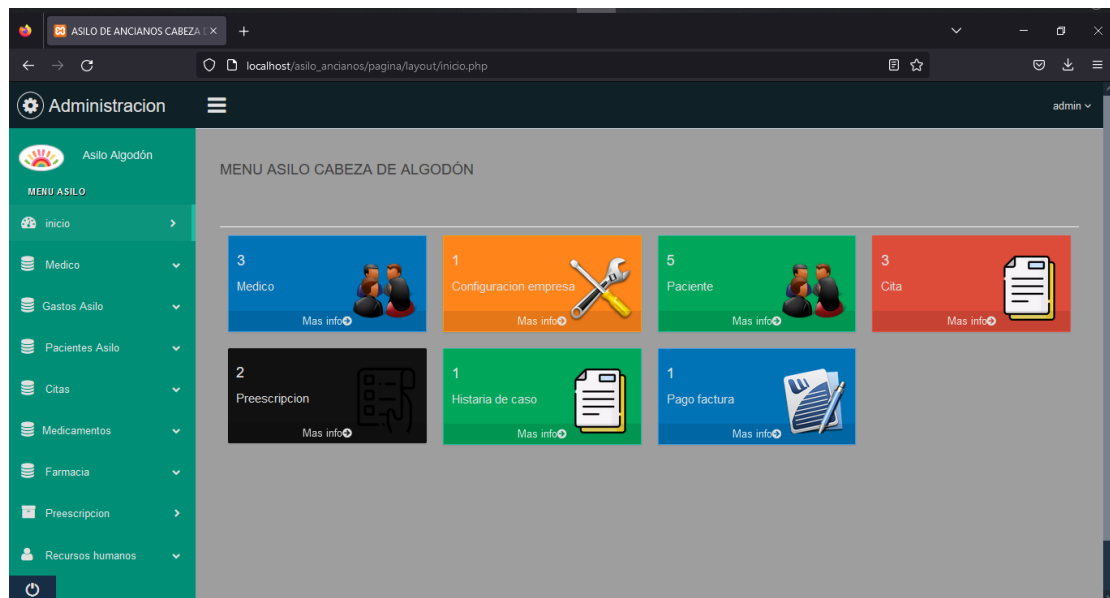 ASILO DE ANCIANOS CABEZA D
localhost/asilo_ancianos/pagina/layout/inicio.php
Administracion
admin
Asilo Algodón
MENU ASILO
inicio
Medico
Gastos Asilo
Pacientes Asilo
Citas
Medicamentos
Farmacia
Preescripcion
Recursos humanos
MENU ASILO CABEZA DE ALGODÓN
3
Medico
Mas info
1
Configuracion empresa
Mas info
5
Paciente
Mas info
3
Cita
Mas info
2
Preescripcion
Mas info
1
Histaria de caso
Mas info
1
Pago factura
Mas info